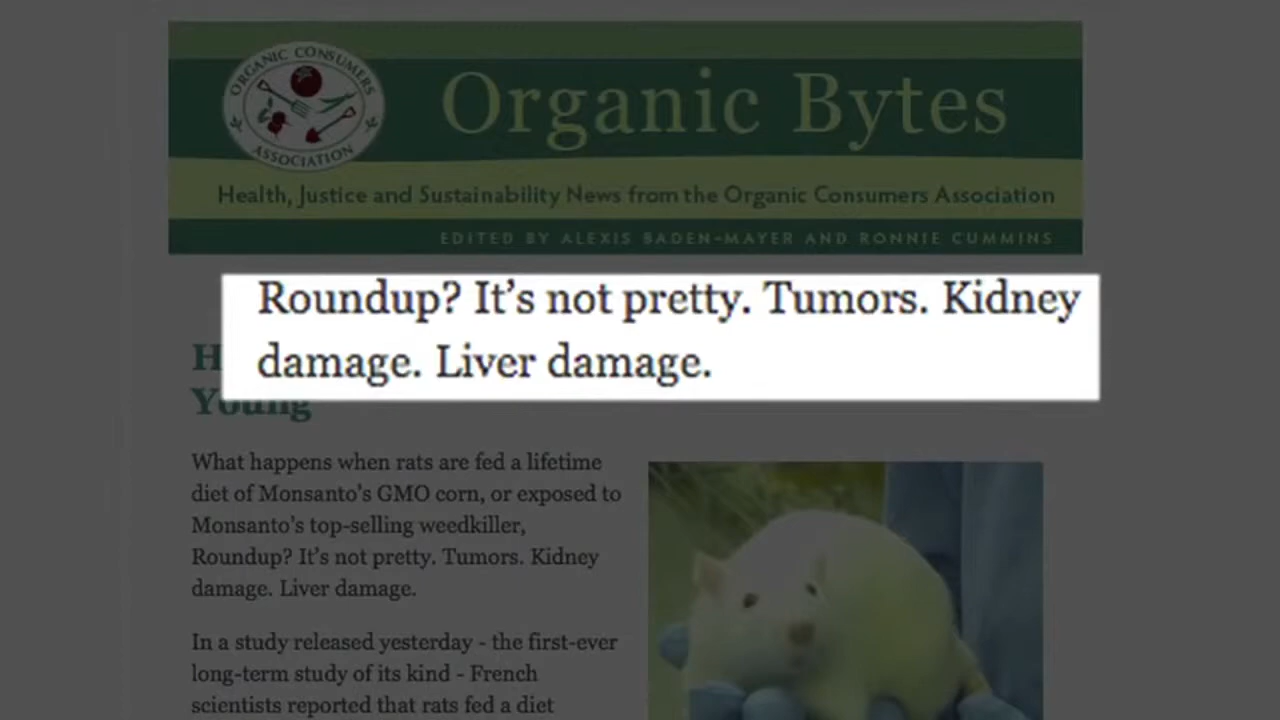 ORGANIC CONSUMERS
ASSOCIATION
Organic Bytes
Health, Justice and Sustainability News from the Organic Consumers Association
EDITED BY ALEXIS BADEN-MAYER AND RONNIE CUMMINS
Roundup? It's not pretty. Tumors. Kidney
damage. Liver damage.
Young
What happens when rats are fed a lifetime
diet of Monsanto's GMO corn, or exposed to
Monsanto's top-selling weedkiller,
Roundup? It's not pretty. Tumors. Kidney
damage. Liver damage.
In a study released yesterday - the first-ever
long-term study of its kind - French
scientists reported that rats fed a diet